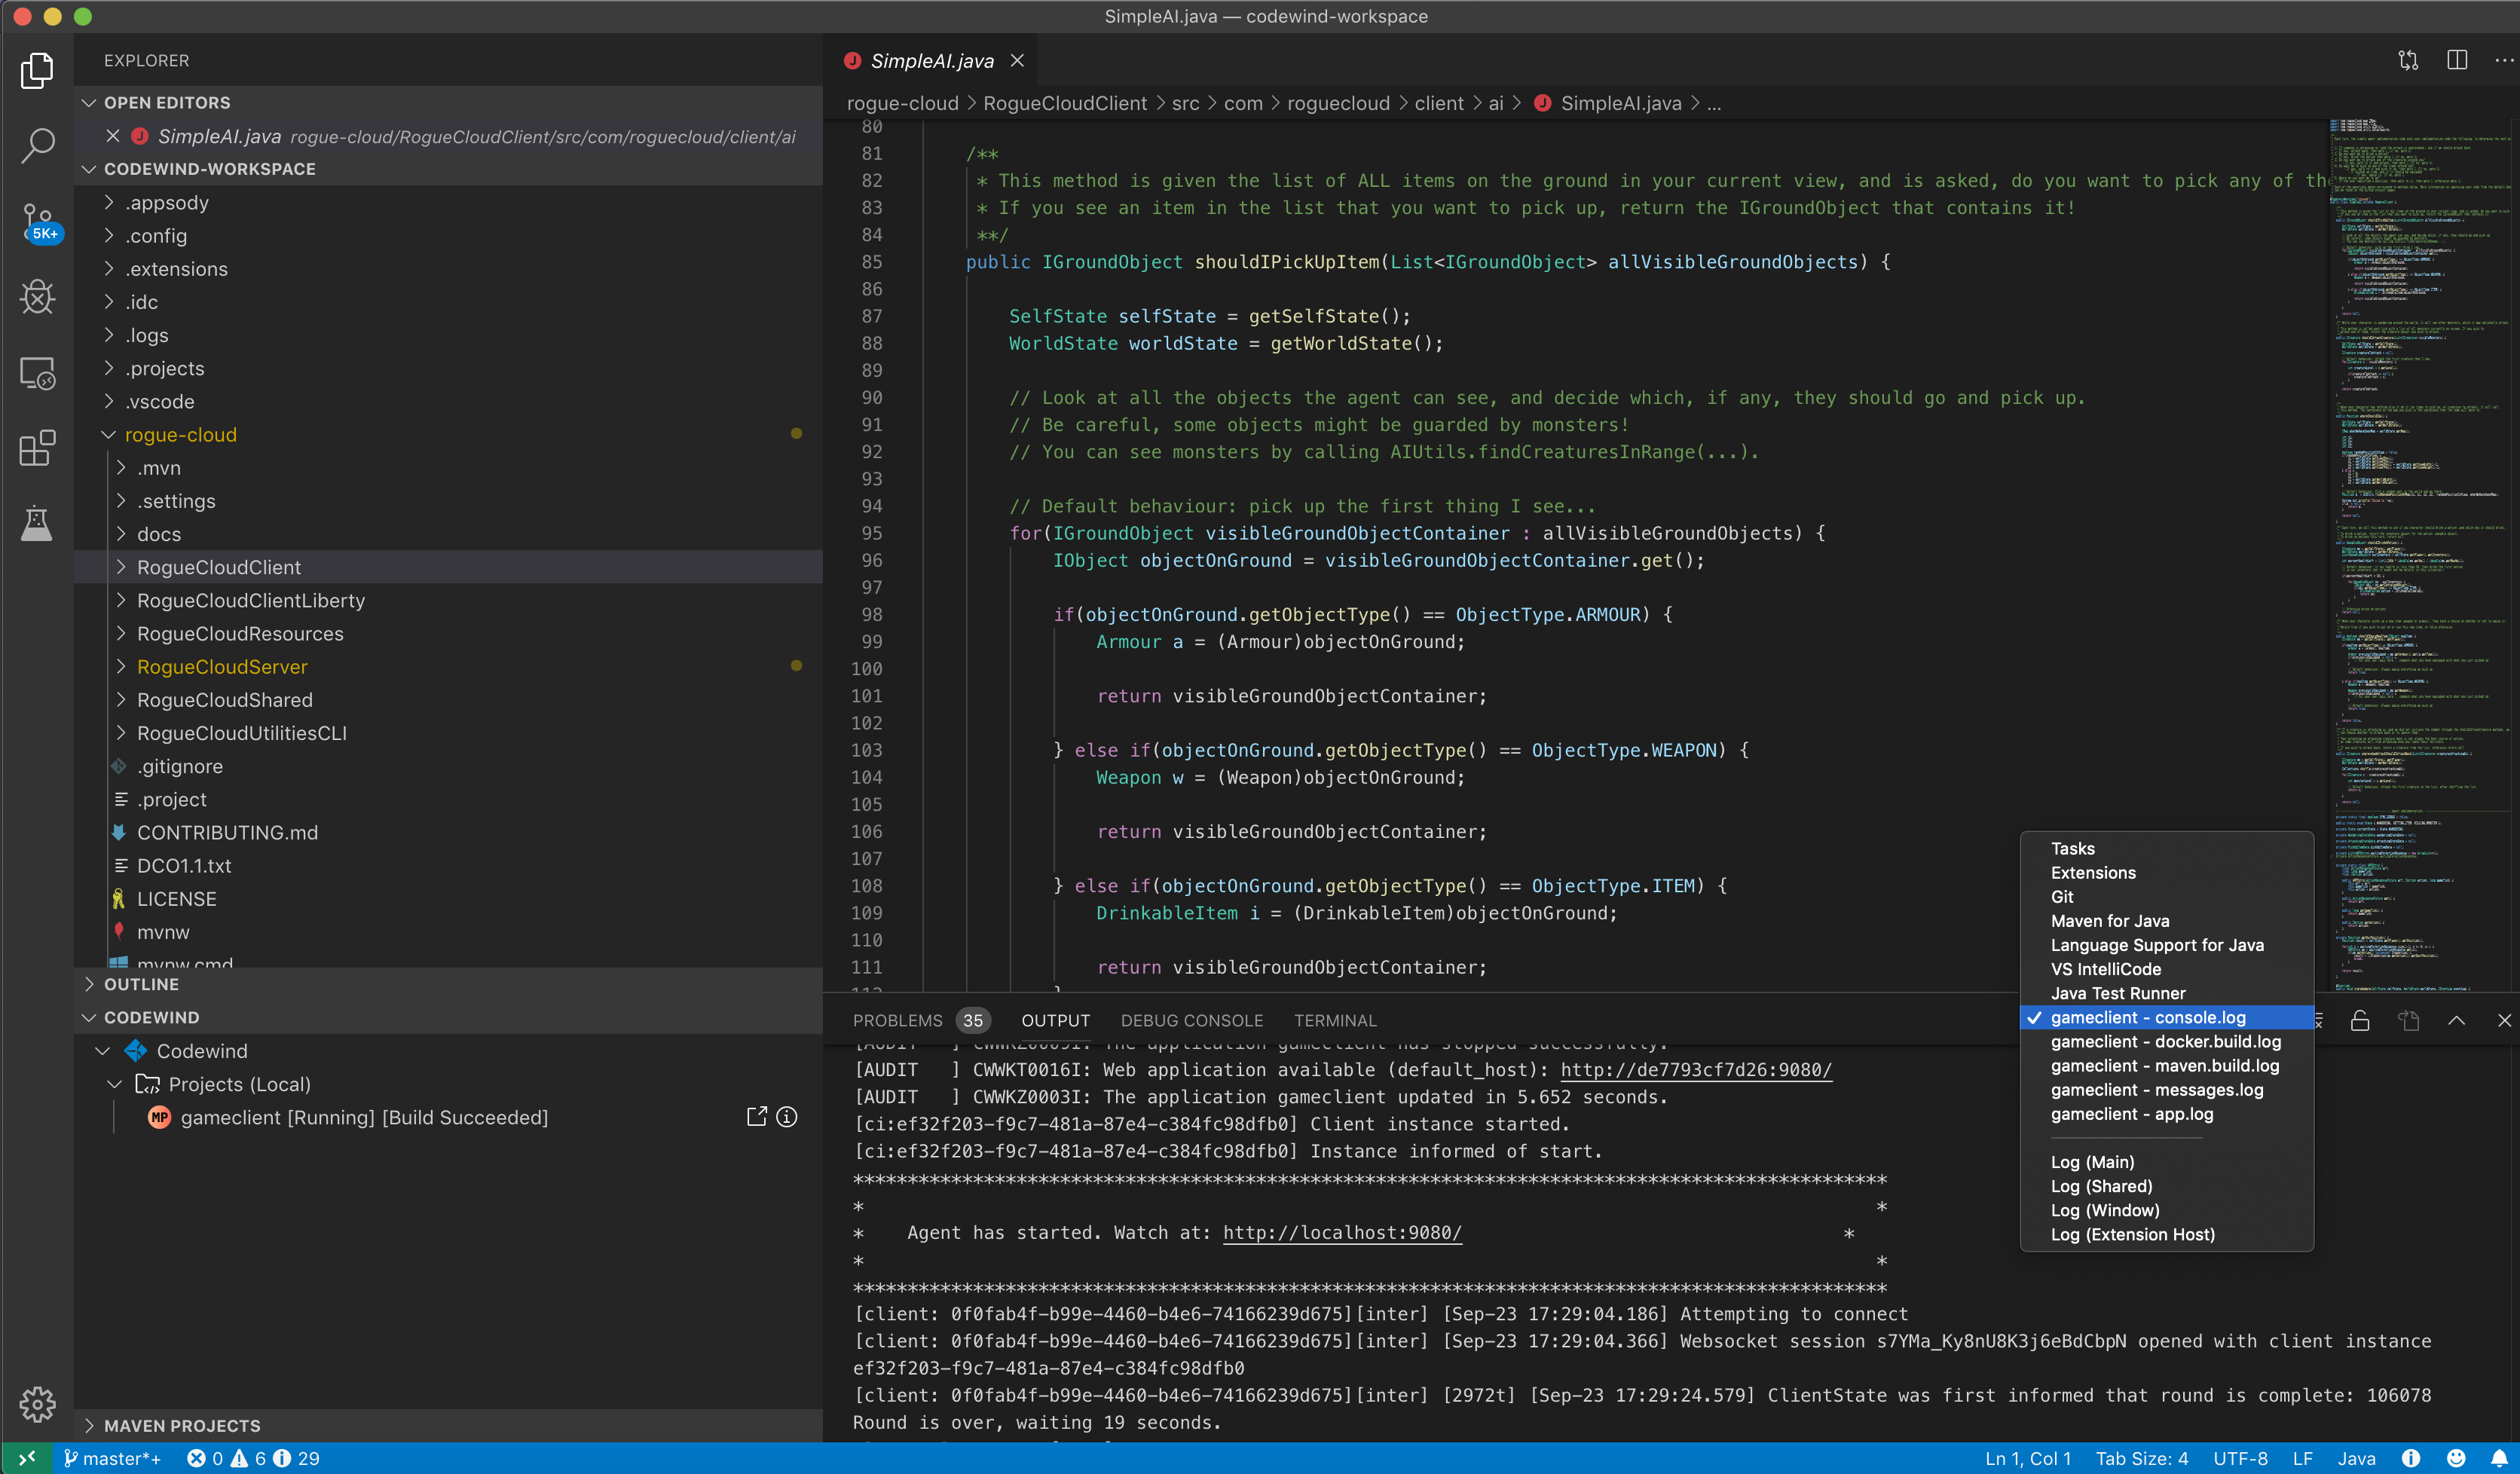 SimpleAI.java — codewind-workspace
EXPLORER
OPEN EDITORS
SimpleAI.java rogue-cloud/RogueCloudClient/src/com/roguecloud/client/ai
CODEWIND-WORKSPACE
.appsody
.config
.extensions
.idc
.logs
.projects
.vscode
rogue-cloud
.mvn
.settings
docs
RogueCloudClient
RogueCloudClientLiberty
RogueCloudResources
RogueCloudServer
RogueCloudShared
RogueCloudUtilitiesCLI
.gitignore
.project
CONTRIBUTING.md
DCO1.1.txt
LICENSE
mvnw
mvnw.cmd
OUTLINE
CODEWIND
Codewind
Projects (Local)
MP gameclient [Running] [Build Succeeded]
MAVEN PROJECTS
5K+
J SimpleAI.java
rogue-cloud > RogueCloudClient > src > com > roguecloud > client > ai > J SimpleAI.java > ...
80
81 /**
82 * This method is given the list of ALL items on the ground in your current view, and is asked, do you want to pick any of the
83 * If you see an item in the list that you want to pick up, return the IGroundObject that contains it!
84 **/
85 public IGroundObject shouldIPickUpItem(List<IGroundObject> allVisibleGroundObjects) {
86
87 SelfState selfState = getSelfState();
88 WorldState worldState = getWorldState();
89
90 // Look at all the objects the agent can see, and decide which, if any, they should go and pick up.
91 // Be careful, some objects might be guarded by monsters!
92 // You can see monsters by calling AIUtils.findCreaturesInRange(...).
93
94 // Default behaviour: pick up the first thing I see...
95 for(IGroundObject visibleGroundObjectContainer : allVisibleGroundObjects) {
96 IObject objectOnGround = visibleGroundObjectContainer.get();
97
98 if(objectOnGround.getObjectType() == ObjectType.ARMOUR) {
99 Armour a = (Armour)objectOnGround;
100
101 return visibleGroundObjectContainer;
102
103 } else if(objectOnGround.getObjectType() == ObjectType.WEAPON) {
104 Weapon w = (Weapon)objectOnGround;
105
106 return visibleGroundObjectContainer;
107
108 } else if(objectOnGround.getObjectType() == ObjectType.ITEM) {
109 DrinkableItem i = (DrinkableItem)objectOnGround;
110
111 return visibleGroundObjectContainer;
112 }
PROBLEMS 35 OUTPUT DEBUG CONSOLE TERMINAL
[AUDIT ] CWWKZ0009I: The application gameclient has stopped successfully.
[AUDIT ] CWWKT0016I: Web application available (default_host): http://de7793cf7d26:9080/
[AUDIT ] CWWKZ0003I: The application gameclient updated in 5.652 seconds.
[ci:ef32f203-f9c7-481a-87e4-c384fc98dfb0] Client instance started.
[ci:ef32f203-f9c7-481a-87e4-c384fc98dfb0] Instance informed of start.
***********************************************************************************************
* *
* Agent has started. Watch at: http://localhost:9080/ *
* *
***********************************************************************************************
[client: 0f0fab4f-b99e-4460-b4e6-74166239d675][inter] [Sep-23 17:29:04.186] Attempting to connect
[client: 0f0fab4f-b99e-4460-b4e6-74166239d675][inter] [Sep-23 17:29:04.366] Websocket session s7YMa_Ky8nU8K3j6eBdCbpN opened with client instance
ef32f203-f9c7-481a-87e4-c384fc98dfb0
[client: 0f0fab4f-b99e-4460-b4e6-74166239d675][inter] [2972t] [Sep-23 17:29:24.579] ClientState was first informed that round is complete: 106078
Round is over, waiting 19 seconds.
Tasks
Extensions
Git
Maven for Java
Language Support for Java
VS IntelliCode
Java Test Runner
✓ gameclient - console.log
gameclient - docker.build.log
gameclient - maven.build.log
gameclient - messages.log
gameclient - app.log
Log (Main)
Log (Shared)
Log (Window)
Log (Extension Host)
master*+ 0 6 29 Ln 1, Col 1 Tab Size: 4 UTF-8 LF Java